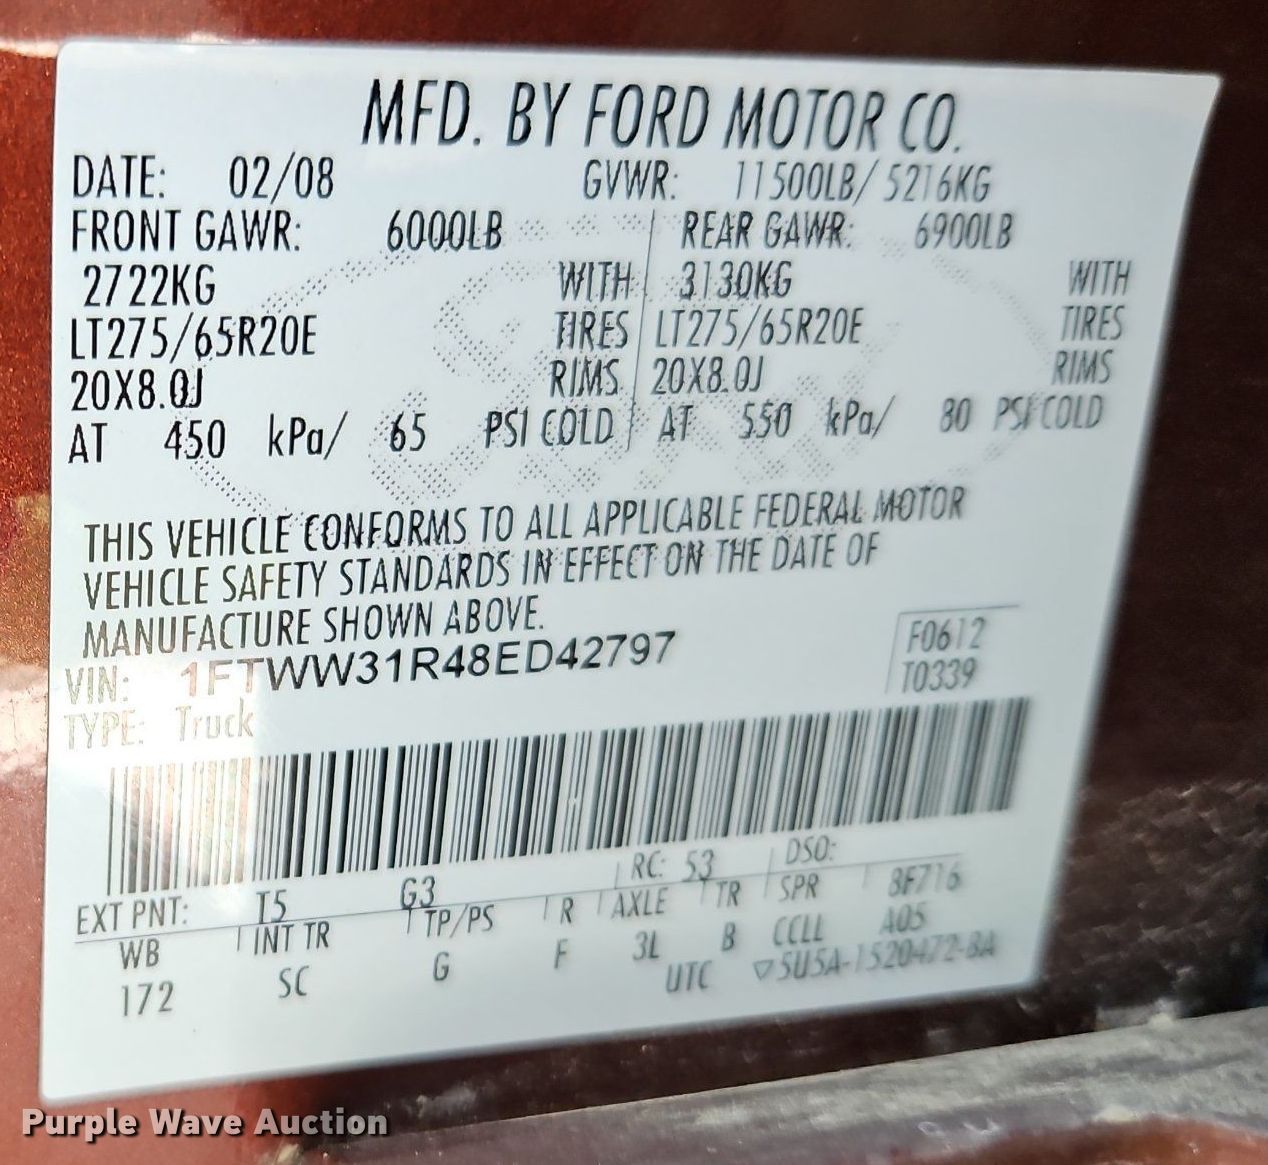 MFD. BY FORD MOTOR CO.
DATE: 02/08 GVWR: 11500LB/ 5216KG
FRONT GAWR: 6000LB REAR GAWR: 6900LB
2722KG WITH 3130KG WITH
LT275/65R20E TIRES LT275/65R20E TIRES
20X8.0J RIMS 20X8.0J RIMS
AT 450 kPa/ 65 PSI COLD AT 550 kPa/ 80 PSI COLD
THIS VEHICLE CONFORMS TO ALL APPLICABLE FEDERAL MOTOR
VEHICLE SAFETY STANDARDS IN EFFECT ON THE DATE OF
MANUFACTURE SHOWN ABOVE.
VIN: 1FTWW31R48ED42797 F0612
TYPE: Truck T0339
EXT PNT: T5 G3 RC: 53 DSO:
WB INT TR TP/PS R AXLE TR SPR 8F716
172 SC G F 3L B CCLL A05
UTC ▽5U5A-1520472-BA
Purple Wave Auction